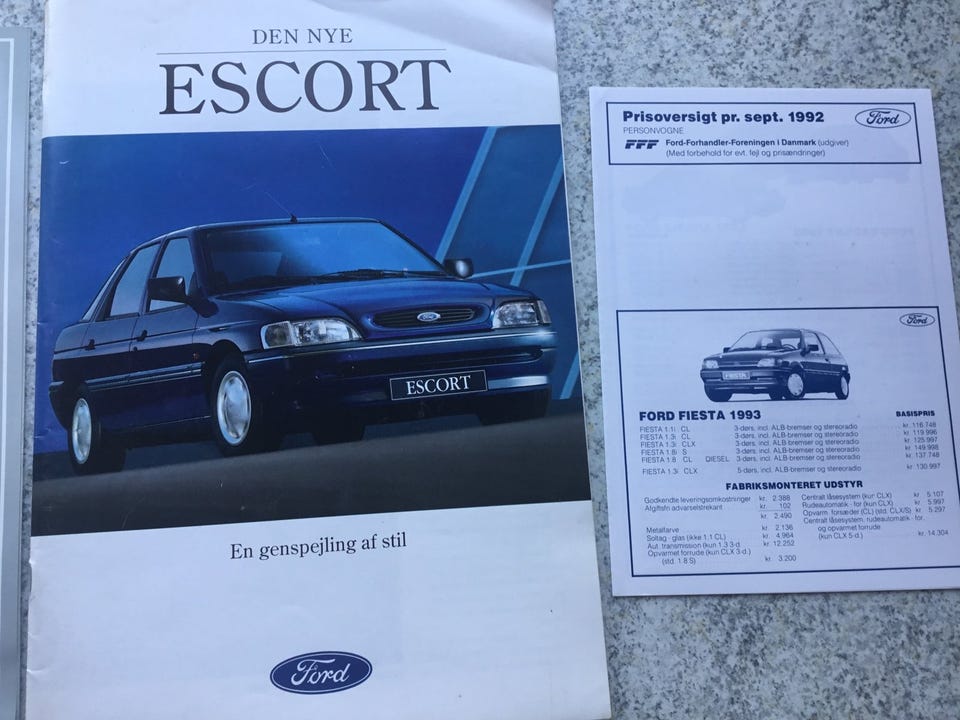 DEN NYE
ESCORT
Ford
ESCORT
En genspejling af stil
Ford
Prisoversigt pr. sept. 1992
PERSONVOGNE
FFF Ford-Forhandler-Foreningen i Danmark (udgiver)
(Med forbehold for evt. fejl og prisændringer)
Ford
Ford
FIESTA
FORD FIESTA 1993 BASISPRIS
FIESTA 1.1i CL 3-dørs, incl. ALB-bremser og stereoradio kr. 116.748
FIESTA 1.3i CL 3-dørs, incl. ALB-bremser og stereoradio kr. 119.996
FIESTA 1.3i CLX 3-dørs, incl. ALB-bremser og stereoradio kr. 125.997
FIESTA 1.8i S 3-dørs, incl. ALB-bremser og stereoradio kr. 149.998
FIESTA 1.8 CL DIESEL 3-dørs, incl. ALB-bremser og stereoradio kr. 137.748
FIESTA 1.3i CLX 5-dørs, incl. ALB-bremser og stereoradio kr. 130.997
FABRIKSMONTERET UDSTYR
Godkendte leveringsomkostninger kr. 2.388
Afgiftsfri advarselstrekant kr. 102
kr. 2.490
Metalfarve kr. 2.136
Soltag - glas (ikke 1.1 CL) kr. 4.964
Aut. transmission (kun 1.3 3-d. kr. 12.252
Opvarmet forrude (kun CLX 3-d.)
(std. 1.8 S) kr. 3.200
Centralt låsesystem (kun CLX) kr. 5.107
Rudeautomatik - for (kun CLX) kr. 5.997
Opvarm. forsæder (CL) (std. CLX/S) kr. 5.297
Centralt låsesystem, rudeautomatik - for,
og opvarmet forrude
(kun CLX 5-d.) kr. 14.304